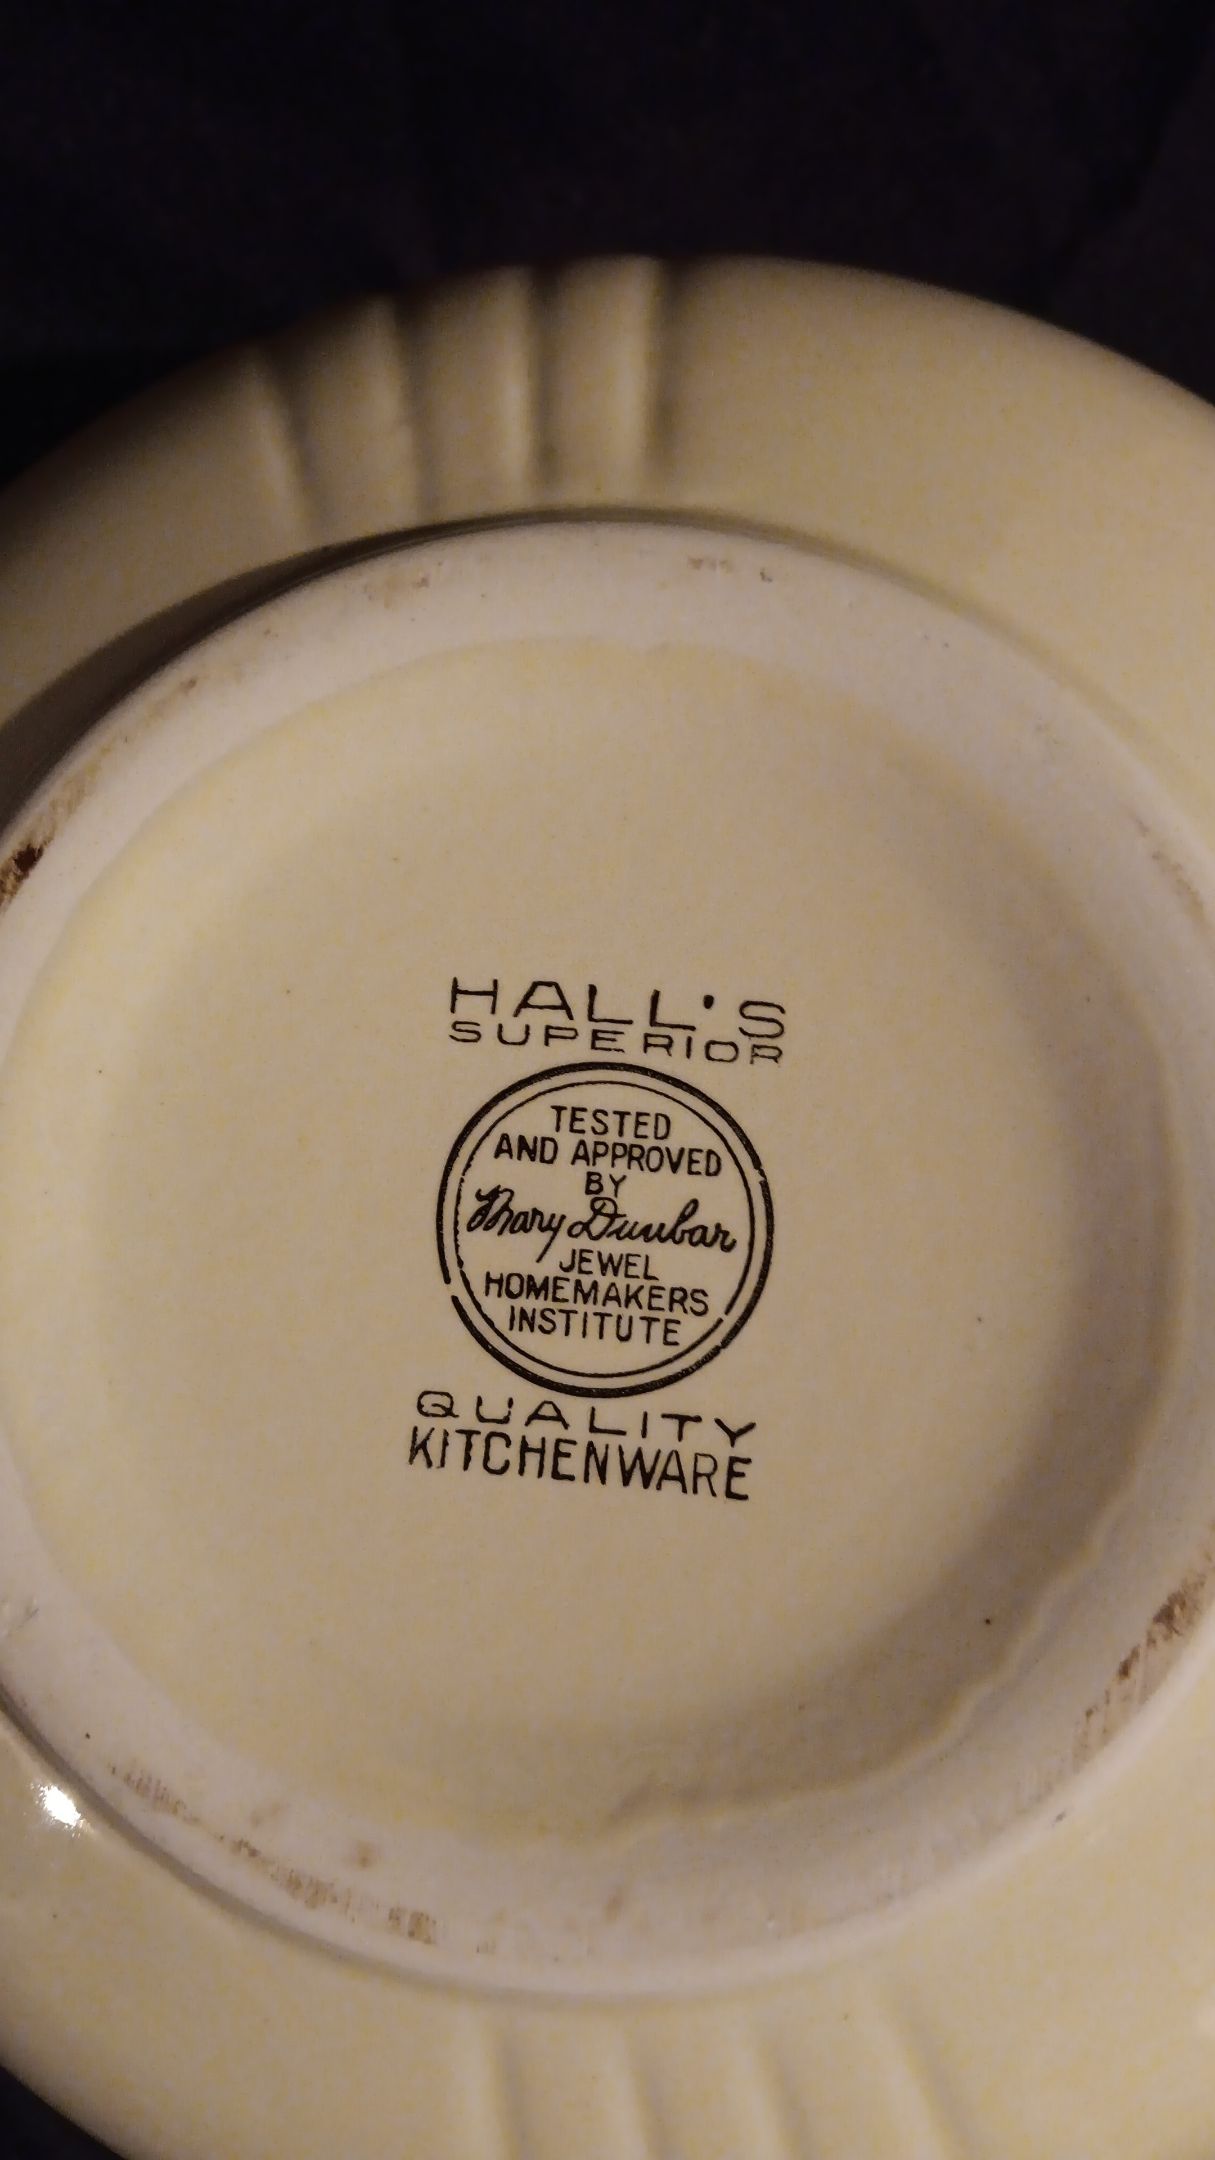 HALL'S
SUPERIOR
TESTED
AND APPROVED
BY
Mary Dunbar
JEWEL
HOMEMAKERS
INSTITUTE
QUALITY
KITCHENWARE